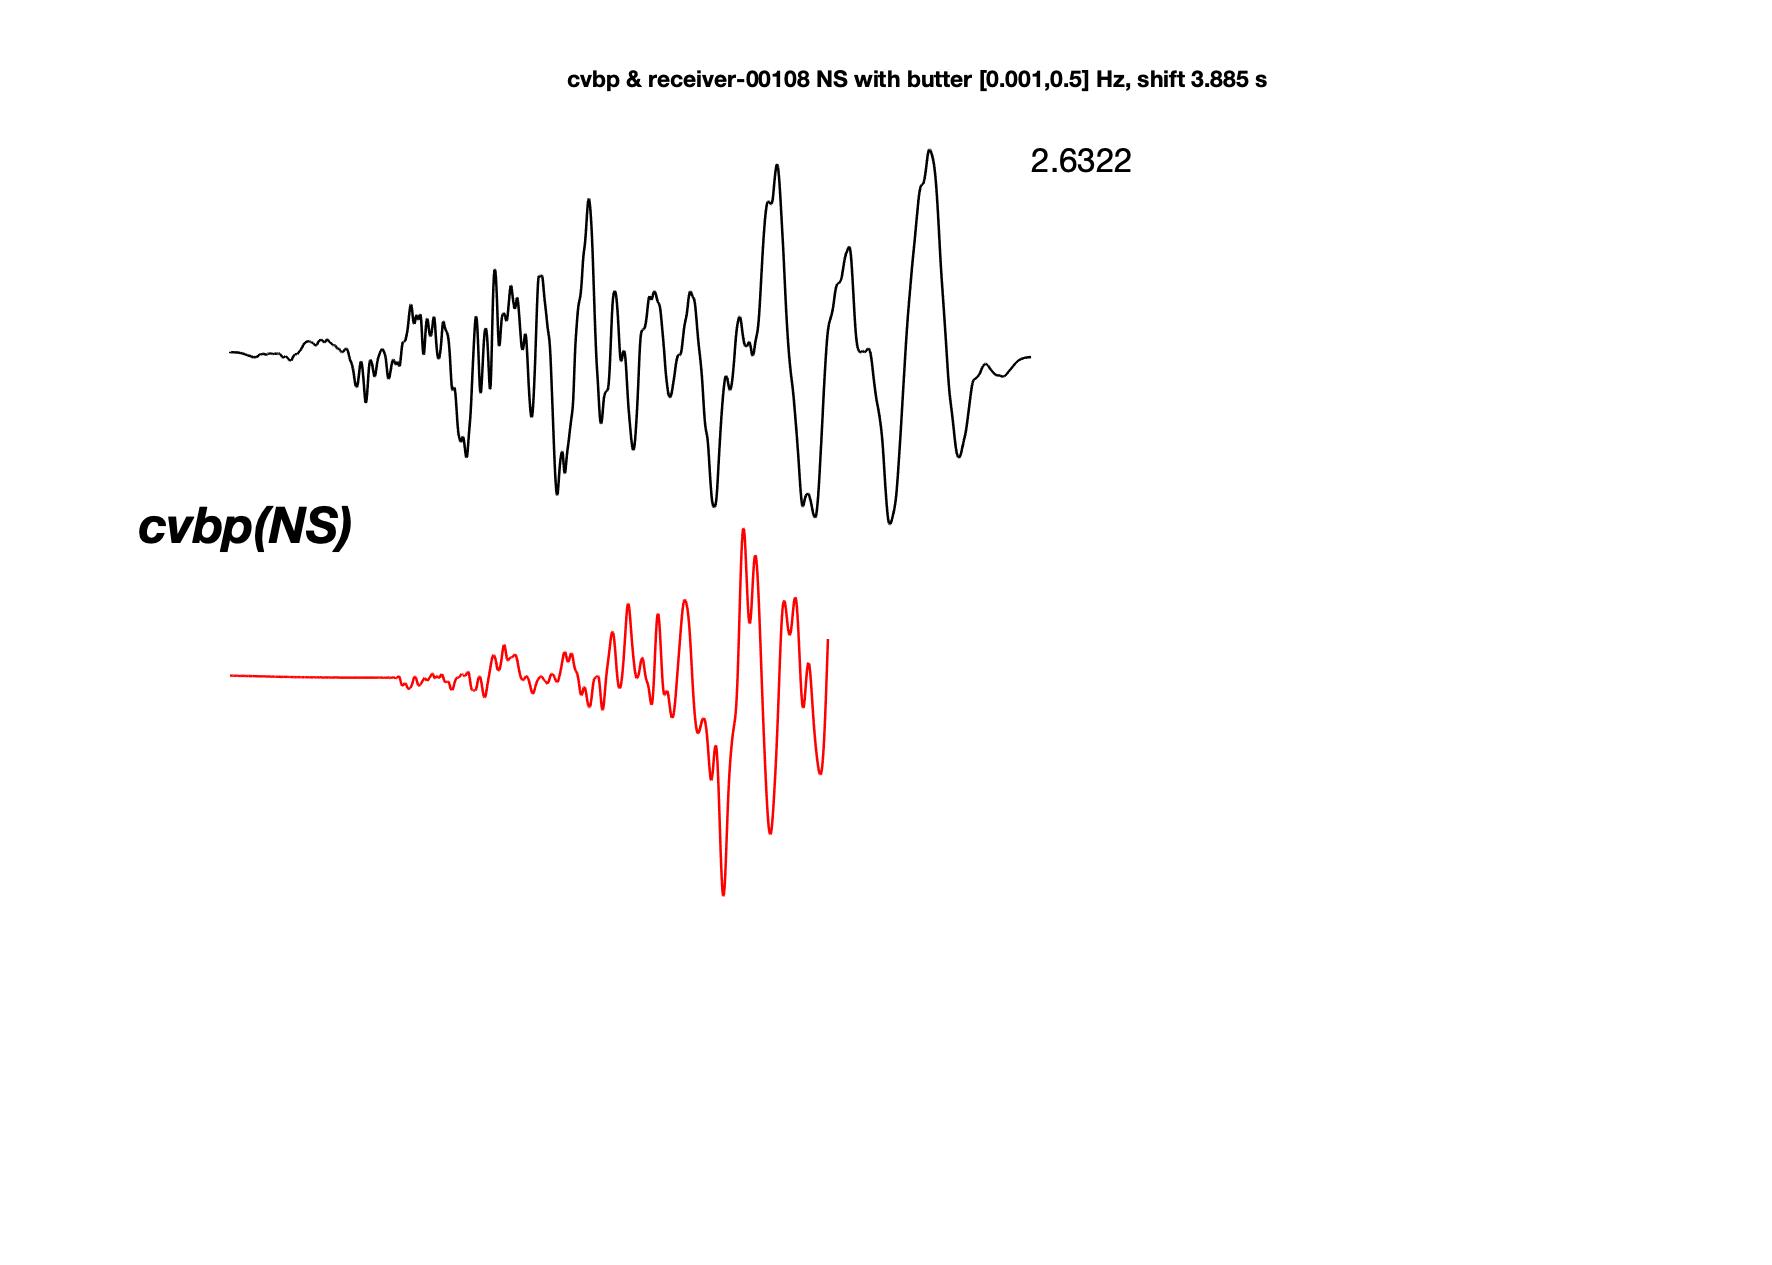 cvbp & receiver-00108 NS with butter [0.001,0.5] Hz, shift 3.885 s
2.6322
cvbp(NS)